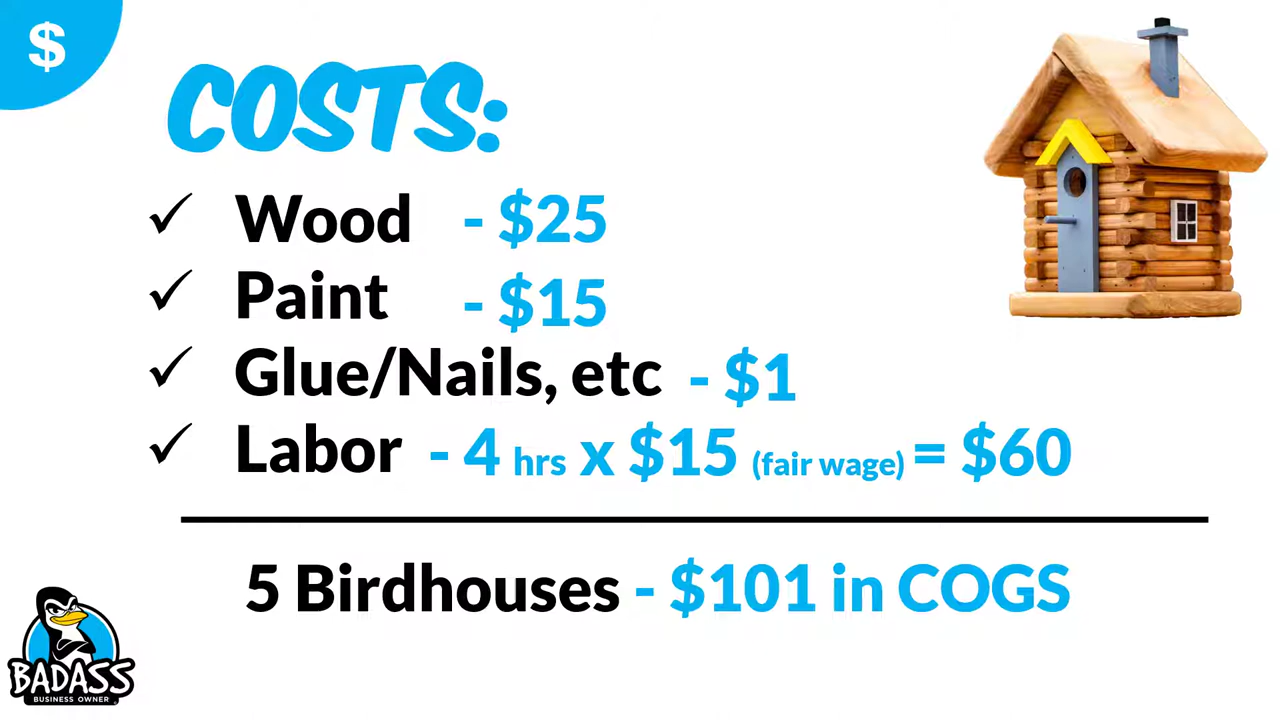 $
COSTS:
✓ Wood - $25
✓ Paint - $15
✓ Glue/Nails, etc - $1
✓ Labor - 4 hrs x $15 (fair wage) = $60
5 Birdhouses - $101 in COGS
BADASS
BUSINESS OWNER